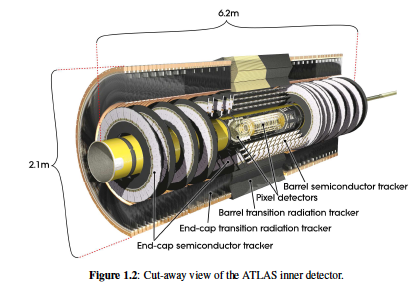 6.2m
2.1m
Barrel semiconductor tracker
Pixel detectors
Barrel transition radiation tracker
End-cap transition radiation tracker
End-cap semiconductor tracker
Figure 1.2: Cut-away view of the ATLAS inner detector.